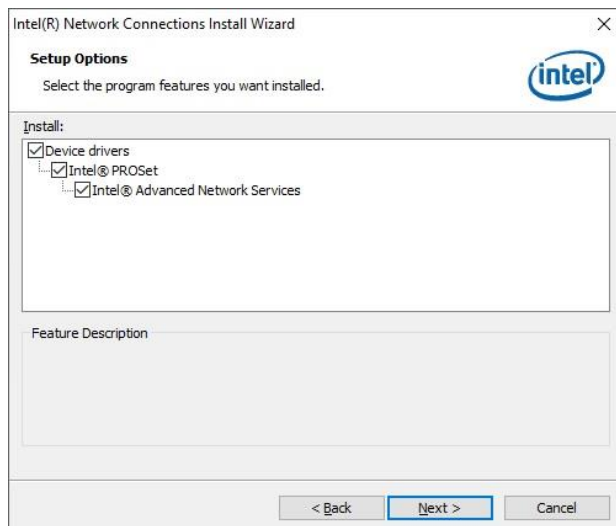 Intel(R) Network Connections Install Wizard
Setup Options
Select the program features you want installed.
intel
Install:
Device drivers
Intel® PROSet
Intel® Advanced Network Services
Feature Description
< Back
Next >
Cancel